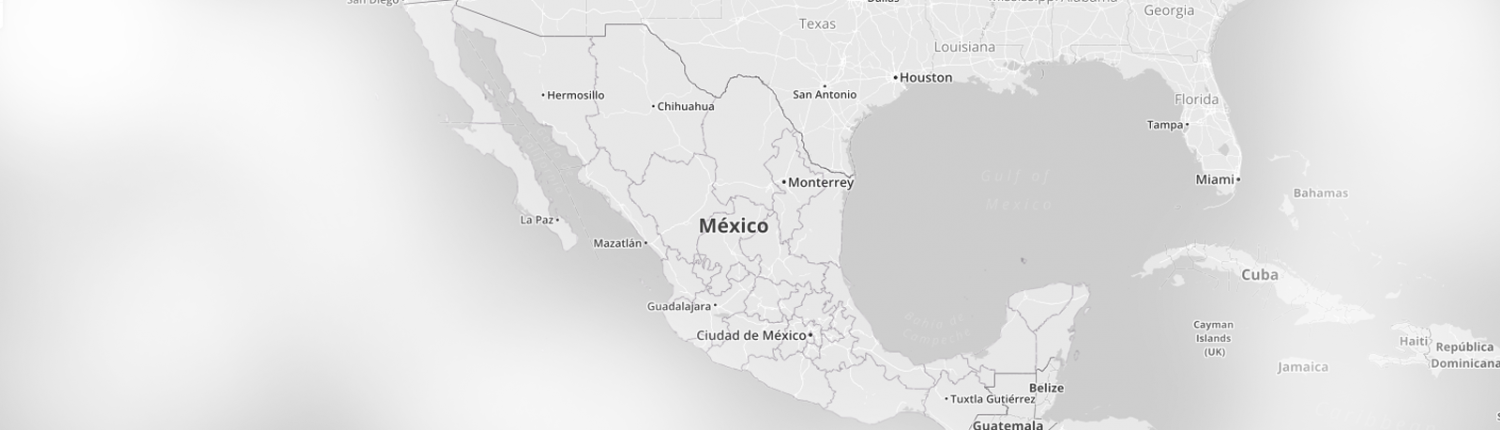 San Diego
Dallas
Mississippi
Alabama
Georgia
Texas
Louisiana
Houston
Hermosillo
San Antonio
Chihuahua
Florida
Tampa
Monterrey
Miami
Gulf of
Mexico
Bahamas
La Paz
México
Mazatlán
Cuba
Guadalajara
Bahía de
Campeche
Cayman
Islands
(UK)
Ciudad de México
Haiti
República
Dominicana
Jamaica
Belize
Tuxtla Gutiérrez
Guatemala